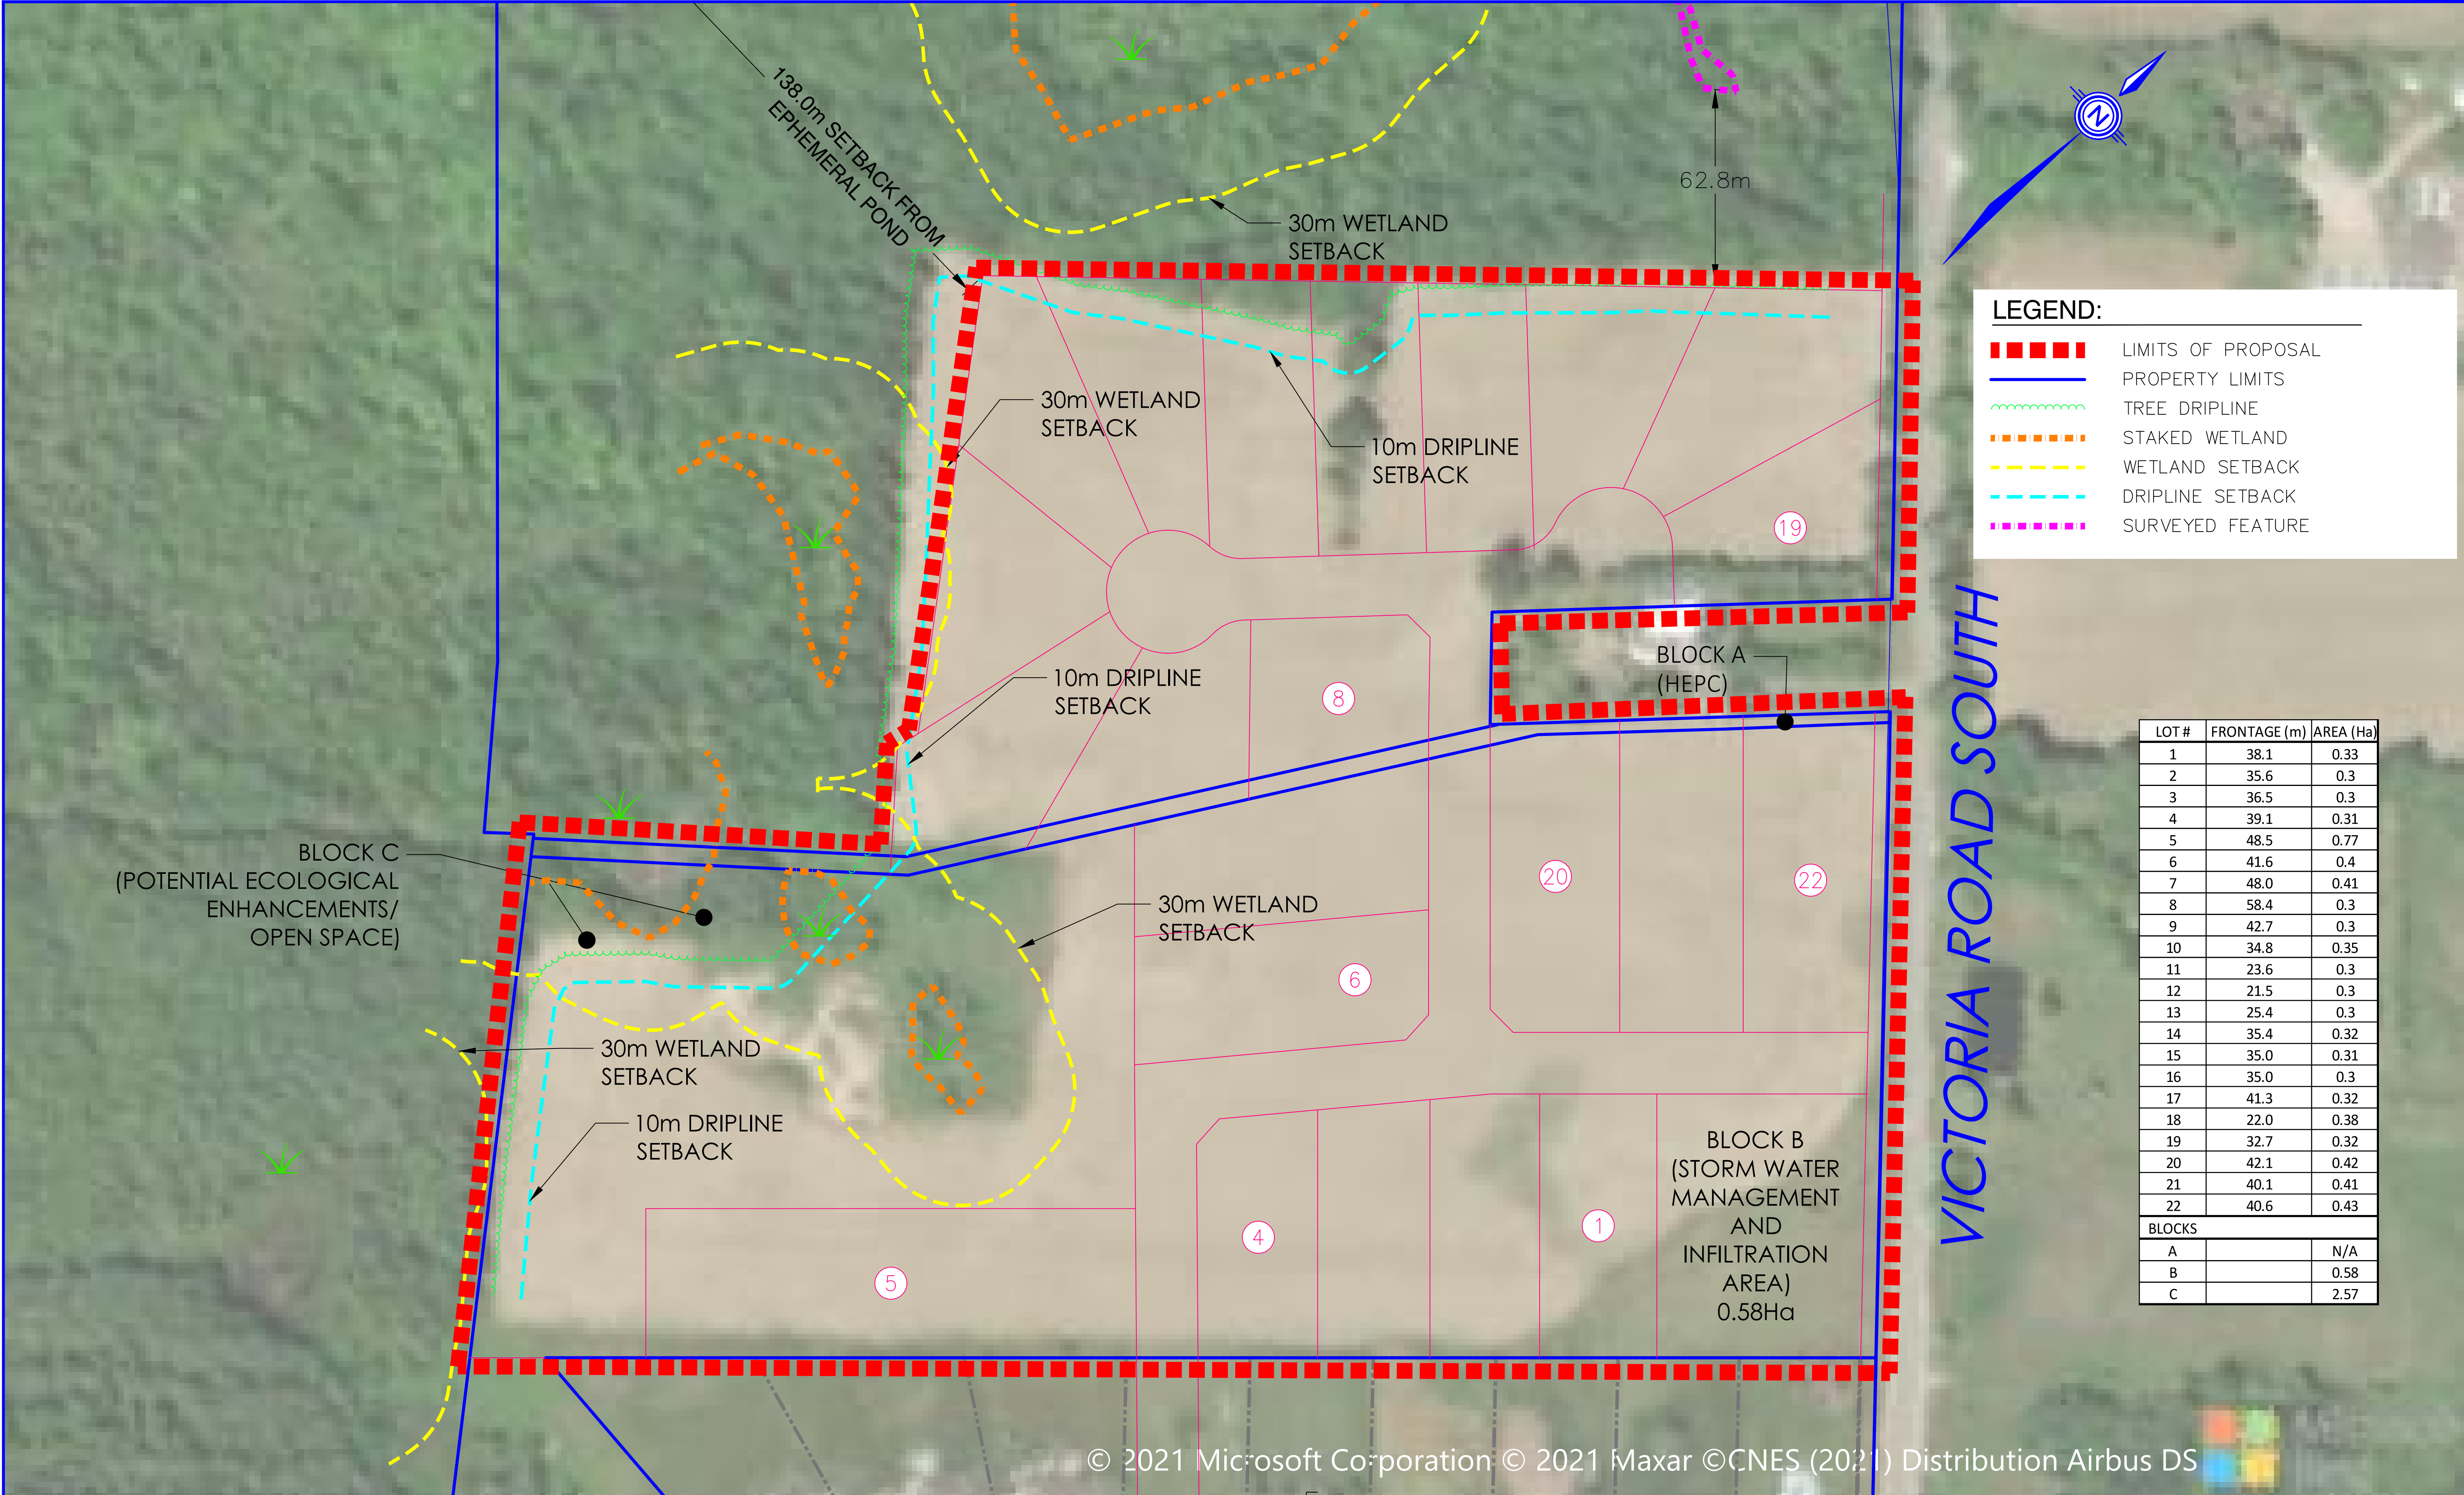 138.0m SETBACK FROM
EPHEMERAL POND
30m WETLAND
SETBACK
62.8m
N
LEGEND:
LIMITS OF PROPOSAL
PROPERTY LIMITS
TREE DRIPLINE
STAKED WETLAND
WETLAND SETBACK
DRIPLINE SETBACK
SURVEYED FEATURE
30m WETLAND
SETBACK
10m DRIPLINE
SETBACK
19
10m DRIPLINE
SETBACK
8
BLOCK A
(HEPC)
VICTORIA ROAD SOUTH
BLOCK C
(POTENTIAL ECOLOGICAL
ENHANCEMENTS/
OPEN SPACE)
30m WETLAND
SETBACK
20
22
6
30m WETLAND
SETBACK
10m DRIPLINE
SETBACK
5
4
1
BLOCK B
(STORM WATER
MANAGEMENT
AND
INFILTRATION
AREA)
0.58Ha
LOT # FRONTAGE (m) AREA (Ha)
1 38.1 0.33
2 35.6 0.3
3 36.5 0.3
4 39.1 0.31
5 48.5 0.77
6 41.6 0.4
7 48.0 0.41
8 58.4 0.3
9 42.7 0.3
10 34.8 0.35
11 23.6 0.3
12 21.5 0.3
13 25.4 0.3
14 35.4 0.32
15 35.0 0.31
16 35.0 0.3
17 41.3 0.32
18 22.0 0.38
19 32.7 0.32
20 42.1 0.42
21 40.1 0.41
22 40.6 0.43
BLOCKS
A N/A
B 0.58
C 2.57
© 2021 Microsoft Corporation © 2021 Maxar ©CNES (2021) Distribution Airbus DS